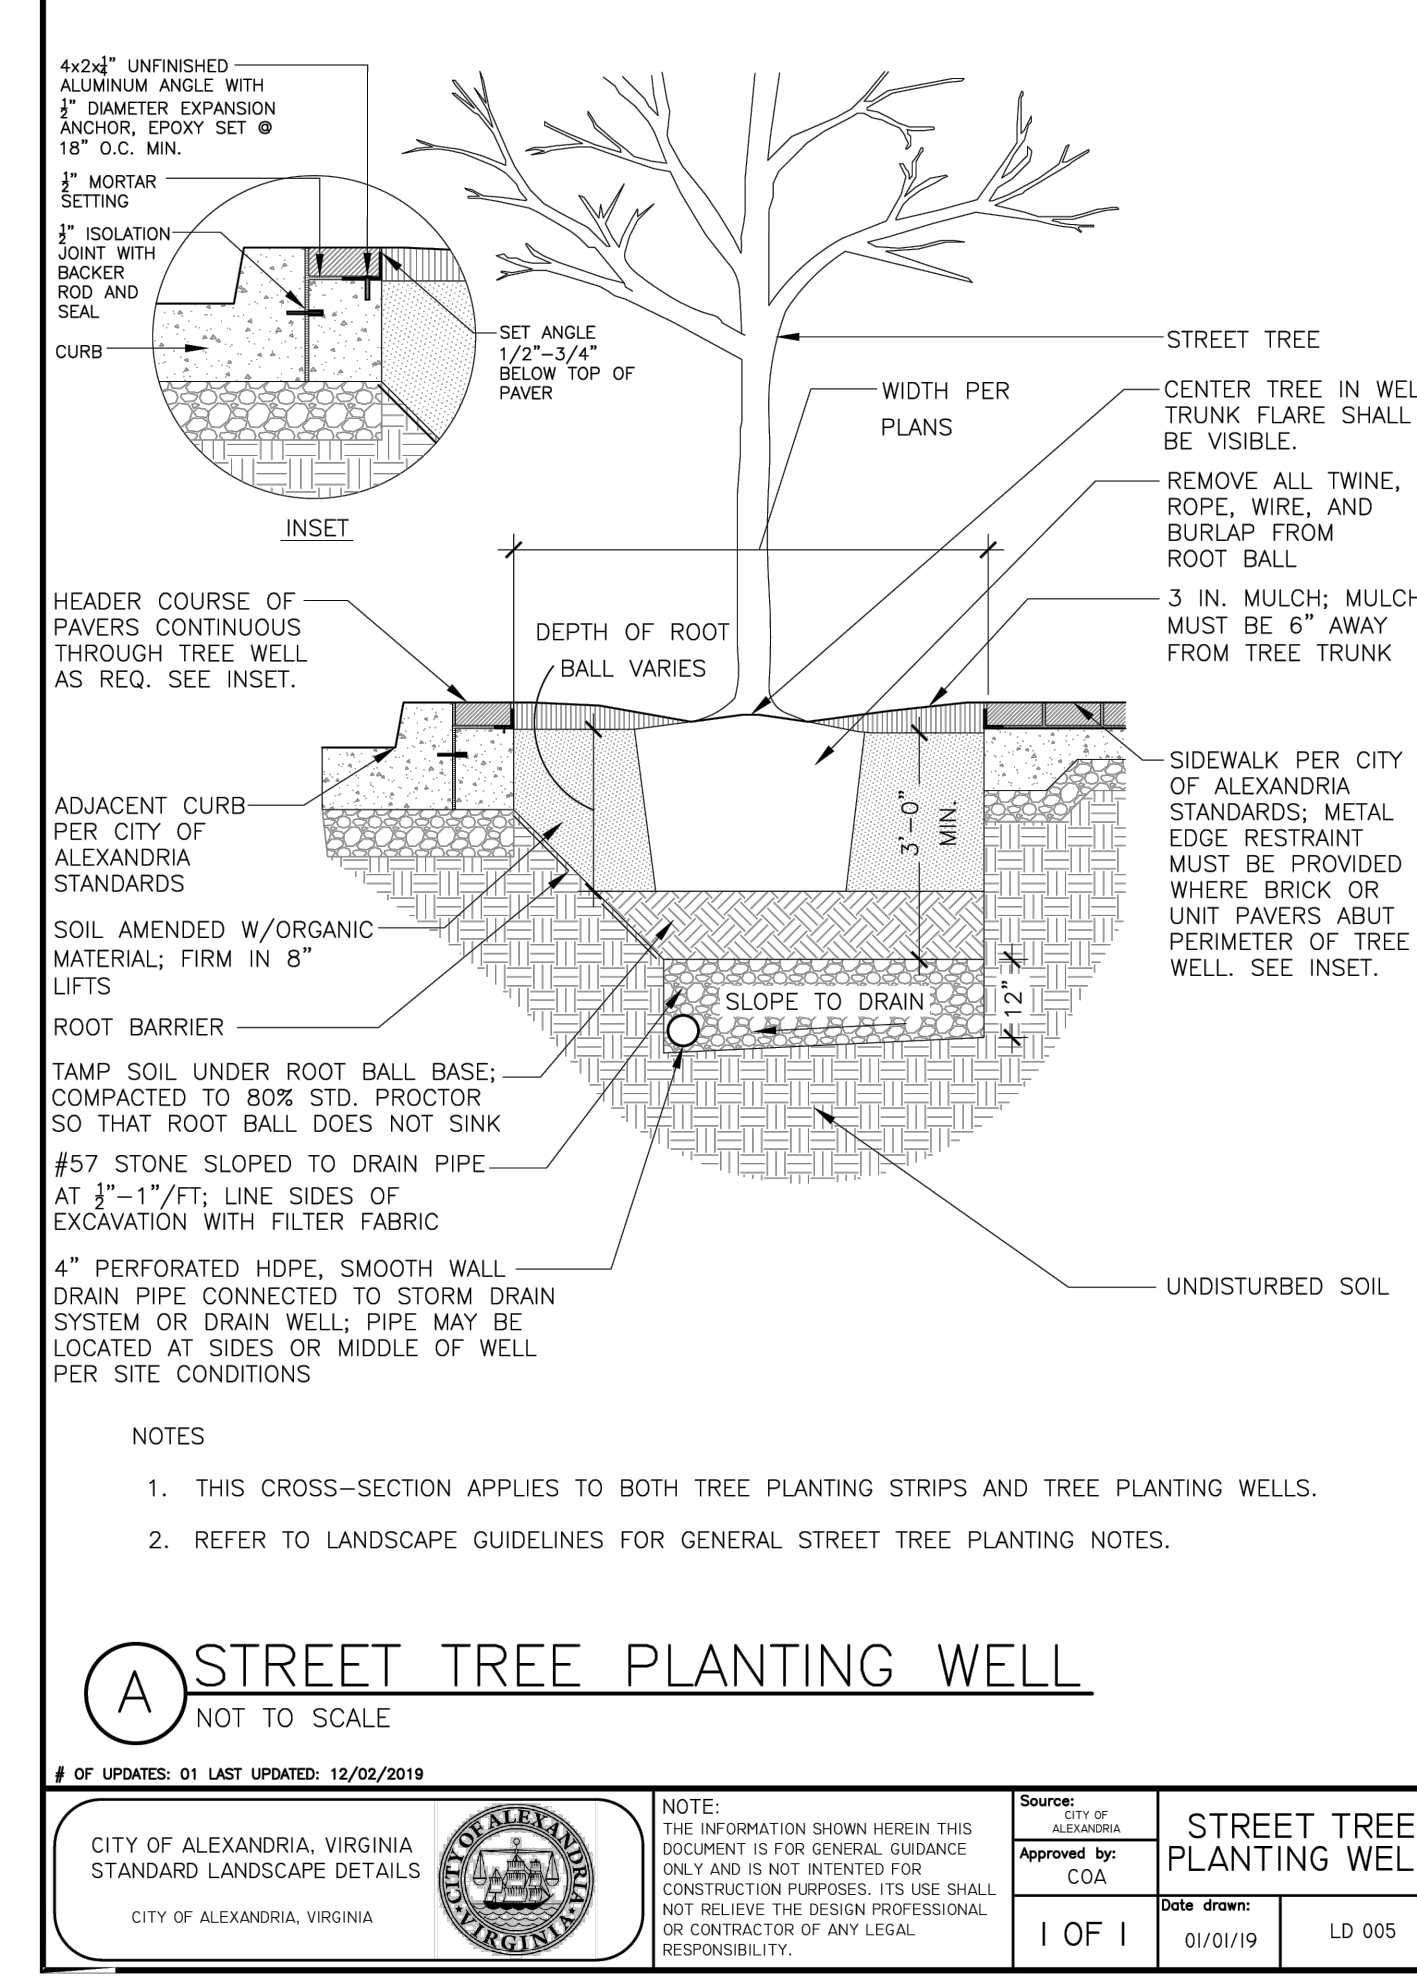 4x2x¼” UNFINISHED
ALUMINUM ANGLE WITH
½” DIAMETER EXPANSION
ANCHOR, EPOXY SET @
18” O.C. MIN.
½” MORTAR
SETTING
½” ISOLATION
JOINT WITH
BACKER
ROD AND
SEAL
CURB
SET ANGLE
1/2”–3/4”
BELOW TOP OF
PAVER
INSET
STREET TREE
WIDTH PER
PLANS
CENTER TREE IN WEL
TRUNK FLARE SHALL
BE VISIBLE.
REMOVE ALL TWINE,
ROPE, WIRE, AND
BURLAP FROM
ROOT BALL
3 IN. MULCH; MULCH
MUST BE 6” AWAY
FROM TREE TRUNK
HEADER COURSE OF
PAVERS CONTINUOUS
THROUGH TREE WELL
AS REQ. SEE INSET.
DEPTH OF ROOT
BALL VARIES
ADJACENT CURB
PER CITY OF
ALEXANDRIA
STANDARDS
3’–0”
MIN.
SIDEWALK PER CITY
OF ALEXANDRIA
STANDARDS; METAL
EDGE RESTRAINT
MUST BE PROVIDED
WHERE BRICK OR
UNIT PAVERS ABUT
PERIMETER OF TREE
WELL. SEE INSET.
SOIL AMENDED W/ORGANIC
MATERIAL; FIRM IN 8”
LIFTS
ROOT BARRIER
SLOPE TO DRAIN
12”
TAMP SOIL UNDER ROOT BALL BASE;
COMPACTED TO 80% STD. PROCTOR
SO THAT ROOT BALL DOES NOT SINK
#57 STONE SLOPED TO DRAIN PIPE
AT ½”–1”/FT; LINE SIDES OF
EXCAVATION WITH FILTER FABRIC
4” PERFORATED HDPE, SMOOTH WALL
DRAIN PIPE CONNECTED TO STORM DRAIN
SYSTEM OR DRAIN WELL; PIPE MAY BE
LOCATED AT SIDES OR MIDDLE OF WELL
PER SITE CONDITIONS
UNDISTURBED SOIL
NOTES
1. THIS CROSS–SECTION APPLIES TO BOTH TREE PLANTING STRIPS AND TREE PLANTING WELLS.
2. REFER TO LANDSCAPE GUIDELINES FOR GENERAL STREET TREE PLANTING NOTES.
A STREET TREE PLANTING WELL
NOT TO SCALE
# OF UPDATES: 01 LAST UPDATED: 12/02/2019
CITY OF ALEXANDRIA, VIRGINIA
STANDARD LANDSCAPE DETAILS
CITY OF ALEXANDRIA, VIRGINIA
CITY OF ALEXANDRIA
VIRGINIA
NOTE:
THE INFORMATION SHOWN HEREIN THIS
DOCUMENT IS FOR GENERAL GUIDANCE
ONLY AND IS NOT INTENTED FOR
CONSTRUCTION PURPOSES. ITS USE SHALL
NOT RELIEVE THE DESIGN PROFESSIONAL
OR CONTRACTOR OF ANY LEGAL
RESPONSIBILITY.
Source:
CITY OF
ALEXANDRIA
Approved by:
COA
1 OF 1
STREET TREE
PLANTING WEL
Date drawn:
01/01/19
LD 005